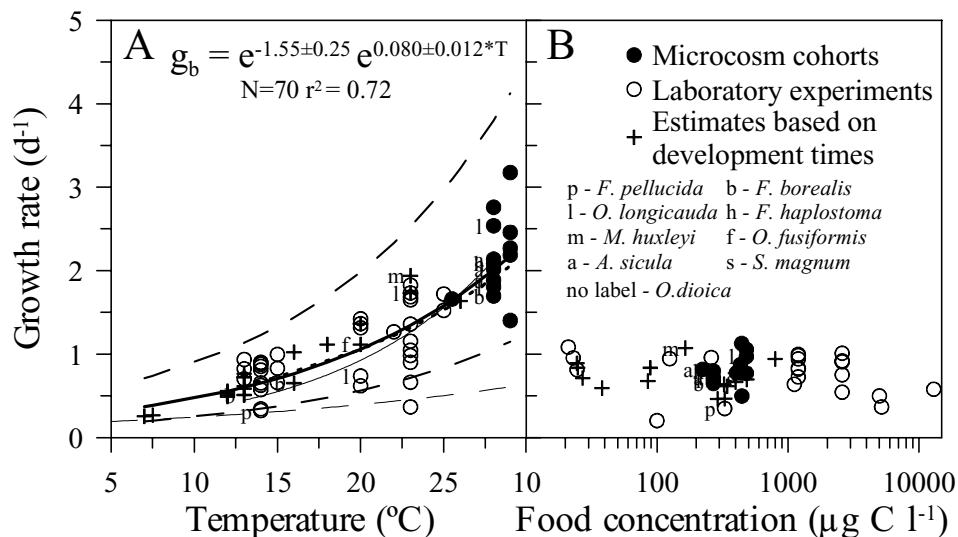 A
g_b = e^-1.55±0.25 e^0.080±0.012*T
N=70 r² = 0.72
B
Microcosm cohorts
Laboratory experiments
Estimates based on
development times
p - F. pellucida b - F. borealis
l - O. longicauda h - F. haplostoma
m - M. huxleyi f - O. fusiformis
a - A. sicula s - S. magnum
no label - O.dioica
Growth rate (d⁻¹)
5
4
3
2
1
0
l
m
l
f
l
p
b
m
l
a
p
5 10 15 20 25
10 100 1000 10000
Temperature (ºC)
Food concentration (µg C l⁻¹)